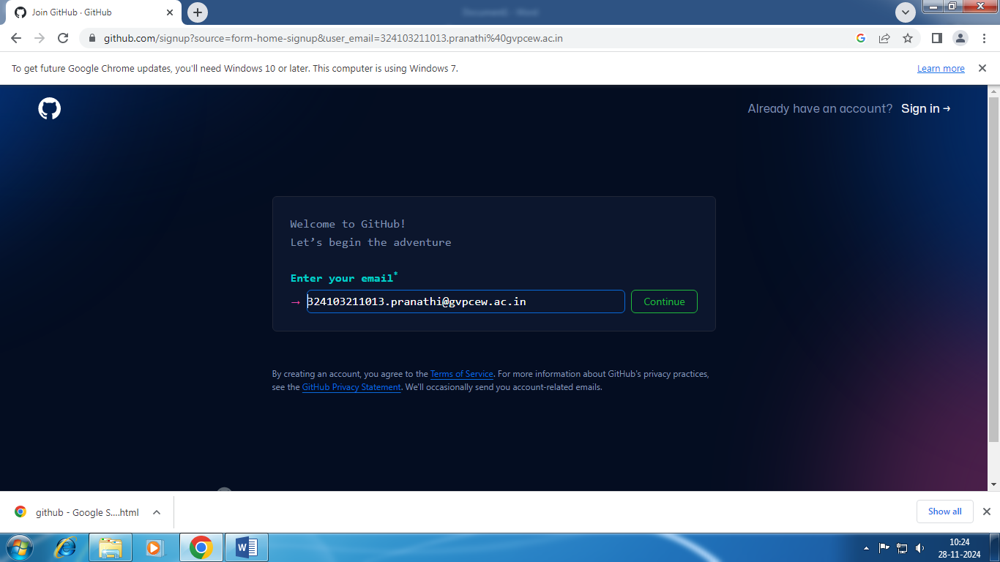 Join GitHub · GitHub
github.com/signup?source=form-home-signup&user_email=324103211013.pranathi%40gvpcew.ac.in
To get future Google Chrome updates, you'll need Windows 10 or later. This computer is using Windows 7.
Learn more
Already have an account? Sign in →
Welcome to GitHub!
Let’s begin the adventure
Enter your email*
→ 324103211013.pranathi@gvpcew.ac.in
Continue
By creating an account, you agree to the Terms of Service. For more information about GitHub's privacy practices,
see the GitHub Privacy Statement. We'll occasionally send you account-related emails.
github - Google S....html
Show all
10:24
28-11-2024